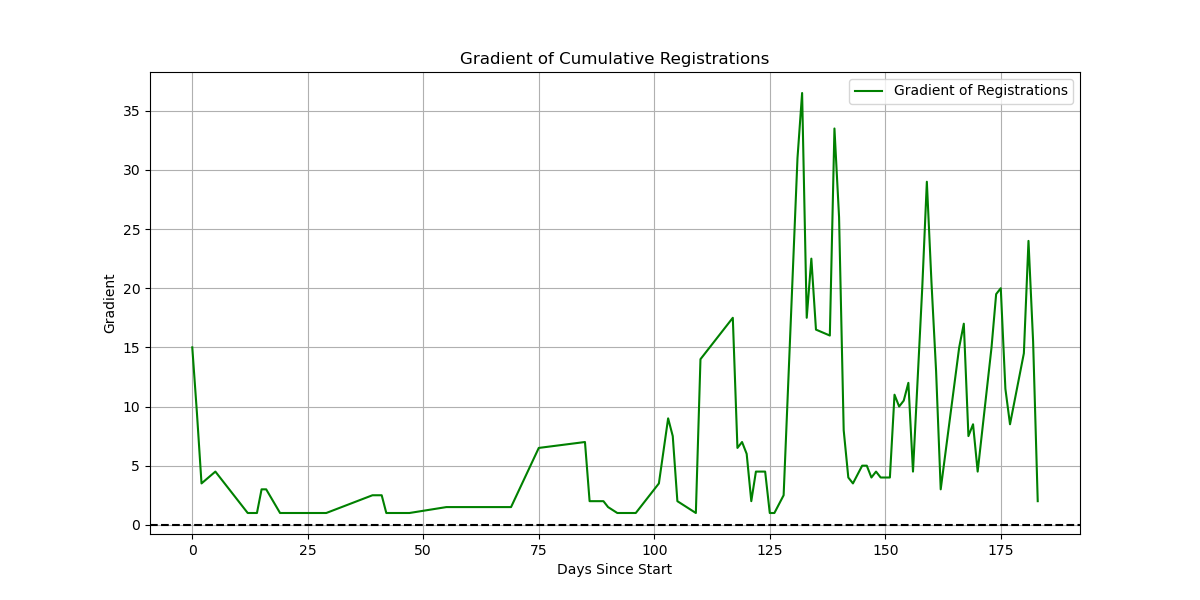 Gradient of Cumulative Registrations
Gradient of Registrations
35
30
25
20
15
10
5
0
Gradient
0 25 50 75 100 125 150 175
Days Since Start